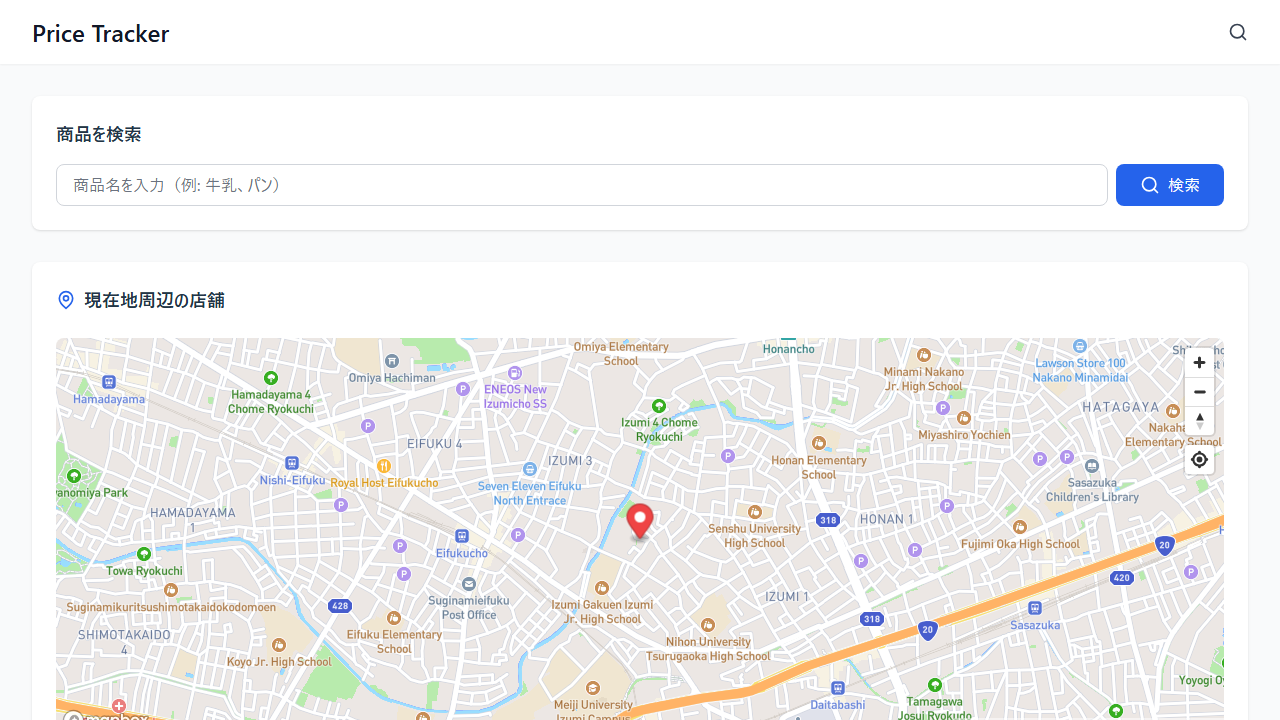 Price Tracker
商品を検索
商品名を入力（例: 牛乳、パン）
検索
現在地周辺の店舗
Omiya Elementary
School
Honancho
Omiya Hachiman
Hamadayama
Hamadayama 4
Chome Ryokuchi
ENEOS New
Izumicho SS
Izumi 4 Chome
Ryokuchi
Minami Nakano
Jr. High School
Lawson Store 100
Nakano Minamidai
HATAGAYA
Miyashiro Yochien
Elementary School
EIFUKU 4
IZUMI 3
Honan Elementary
School
Nishi-Eifuku
Royal Host Eifukucho
Seven Eleven Eifuku
North Entrance
Sasazuka
Children's Library
anomiya Park
HAMADAYAMA
1
Senshu University
High School
318
HONAN 1
Fujimi Oka High School
20
Eifukucho
Towa Ryokuchi
420
Suginamieifuku
Post Office
Suginamikuritsushimotakaidokodomoen
428
Izumi Gakuen Izumi
Jr. High School
IZUMI 1
318
20
Sasazuka
SHIMOTAKAIDO
4
Eifuku Elementary
School
Koyo Jr. High School
Nihon University
Tsurugaoka High School
Meiji University
Izumi Campus
Daitabashi
Tamagawa
Josui Ryokudo
Yoyogi
mapbox